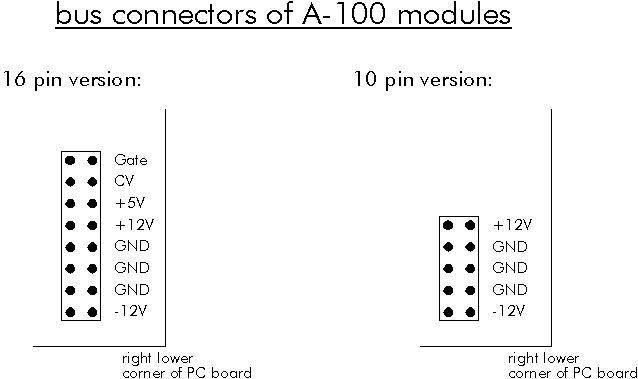 bus connectors of A-100 modules
16 pin version:
Gate
CV
+5V
+12V
GND
GND
GND
-12V
right lower
corner of PC board
10 pin version:
+12V
GND
GND
GND
-12V
right lower
corner of PC board